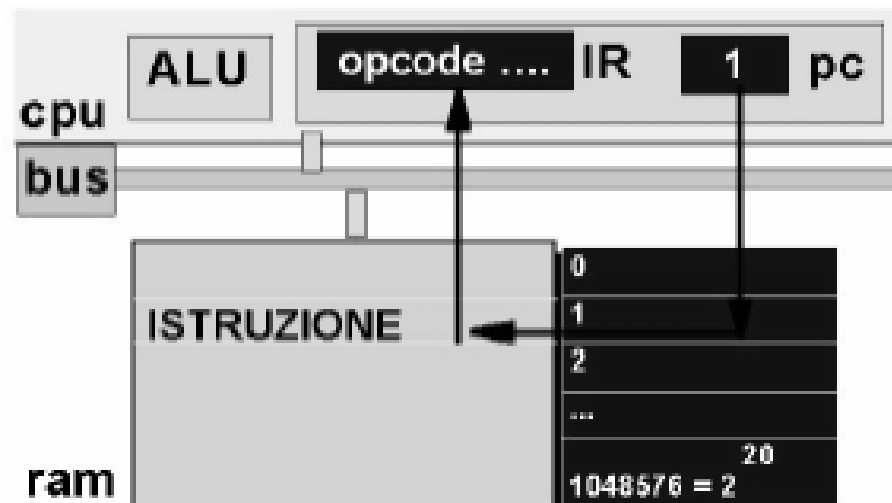 ALU
opcode .... IR
1
pc
cpu
bus
0
ISTRUZIONE
1
2
...
20
1048576 = 2
ram